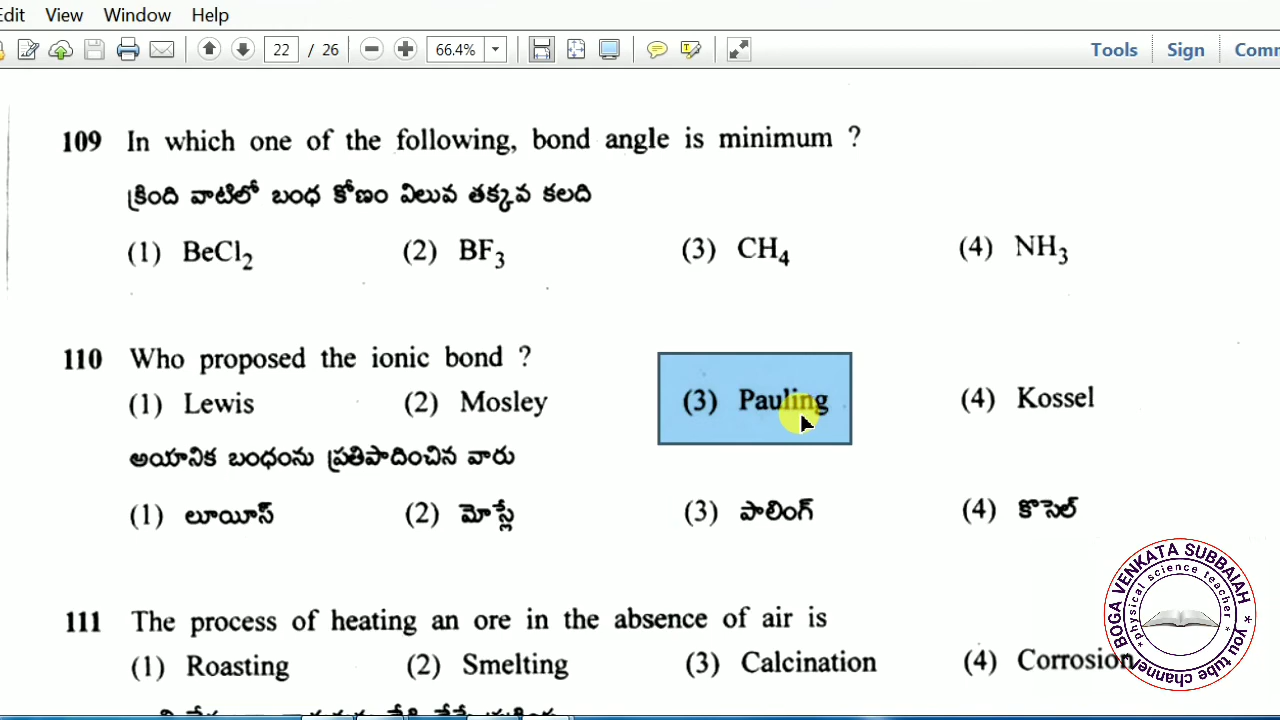 Edit View Window Help
22 / 26 66.4% Tools Sign
109 In which one of the following, bond angle is minimum ?
క్రింది వాటిలో బంధ కోణం విలువ తక్కువ కలది
(1) BeCl2 (2) BF3 (3) CH4 (4) NH3
110 Who proposed the ionic bond ?
(1) Lewis (2) Mosley (3) Pauling (4) Kossel
అయానిక బంధంను ప్రతిపాదించిన వారు
(1) లూయీస్ (2) మోస్లే (3) పాలింగ్ (4) కొసెల్
111 The process of heating an ore in the absence of air is
(1) Roasting (2) Smelting (3) Calcination (4) Corrosion
BOGA VENKATA SUBBAIAH * you tube channel
* physical science teacher *